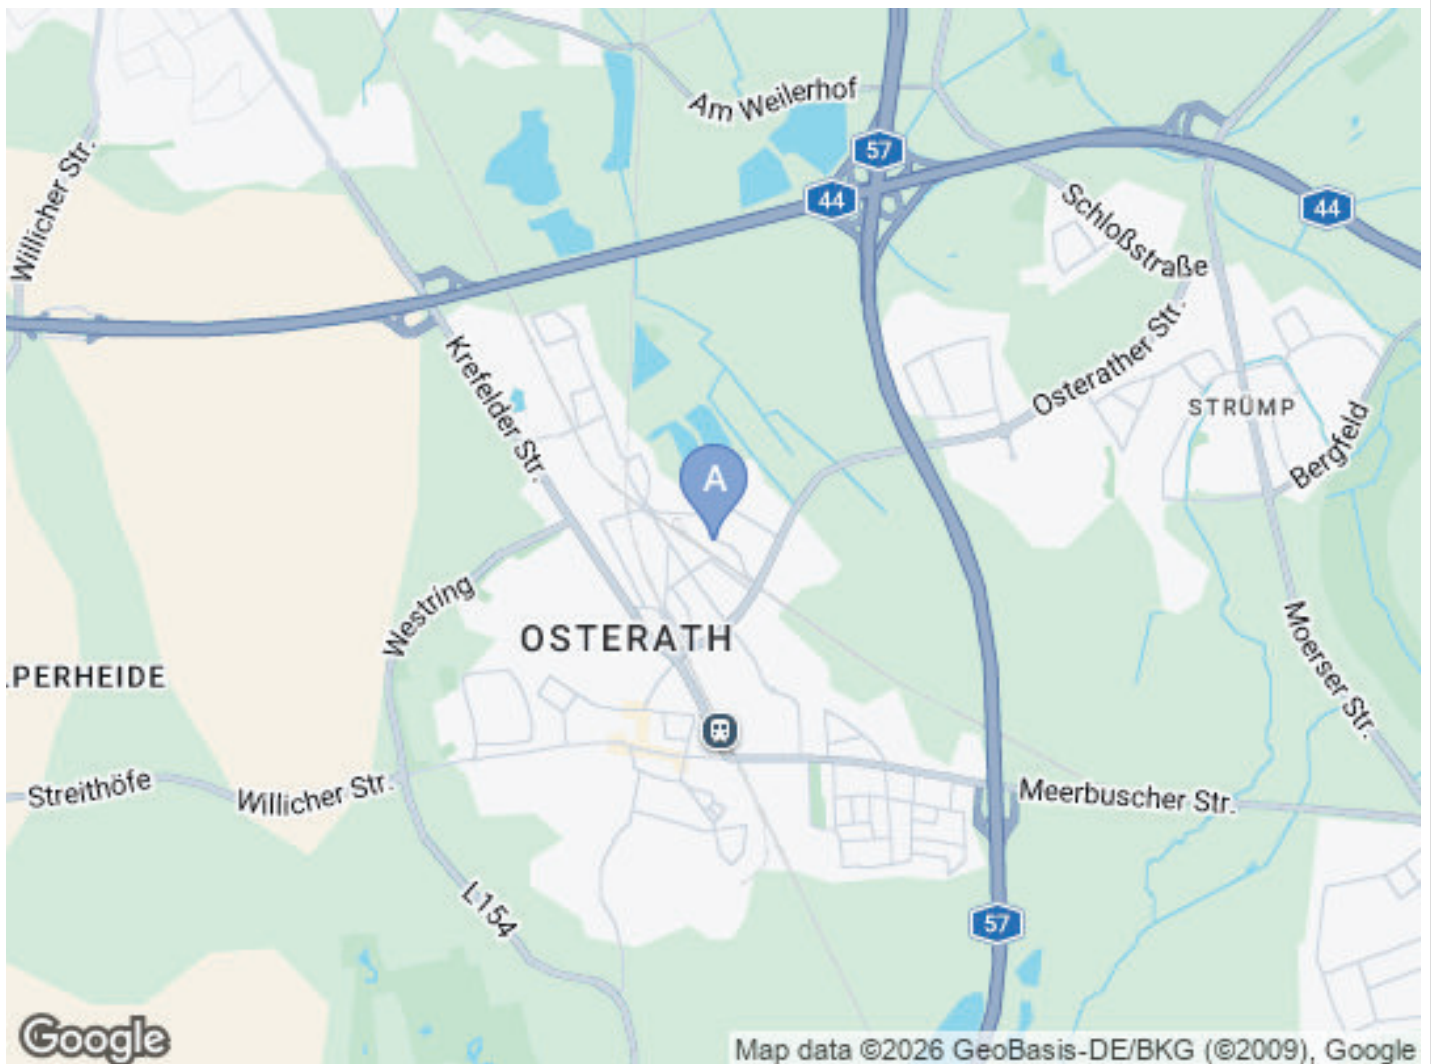 Am Weilerhof
57
44
44
Willicher Str.
Schloßstraße
Krefelder Str.
Osterather Str.
STRÜMP
Bergfeld
A
Westring
OSTERATH
LPERHEIDE
Moerser Str.
Streithöfe
Willicher Str.
Meerbuscher Str.
L154
57
Google
Map data ©2026 GeoBasis-DE/BKG (©2009), Google